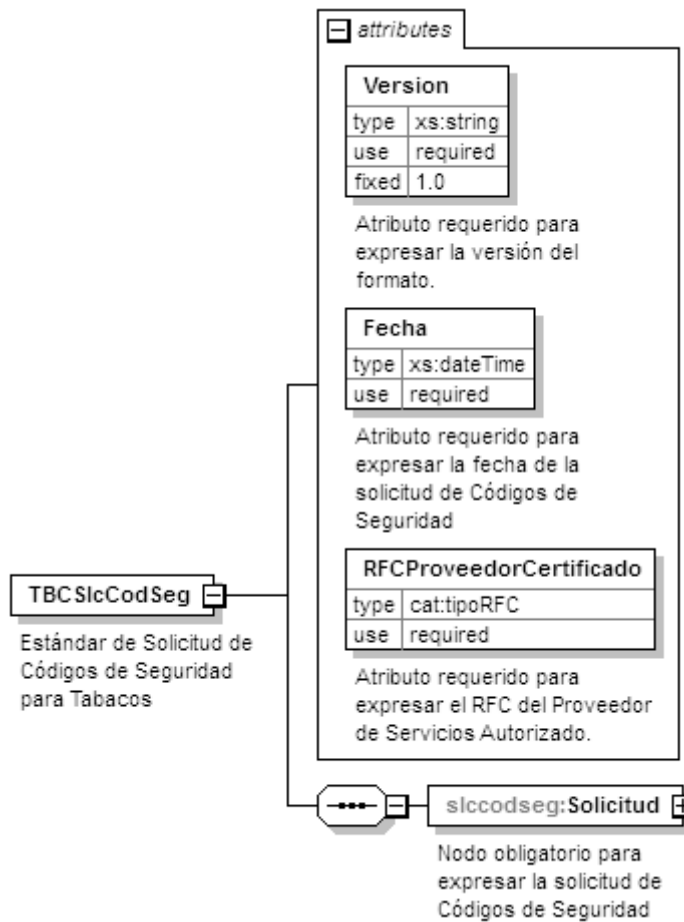 attributes
Version
type xs:string
use required
fixed 1.0
Atributo requerido para
expresar la versión del
formato.
Fecha
type xs:dateTime
use required
Atributo requerido para
expresar la fecha de la
solicitud de Códigos de
Seguridad
RFCProveedorCertificado
type cat:tipoRFC
use required
Atributo requerido para
expresar el RFC del Proveedor
de Servicios Autorizado.
TBCSlcCodSeg
Estándar de Solicitud de
Códigos de Seguridad
para Tabacos
slccodseg:Solicitud
Nodo obligatorio para
expresar la solicitud de
Códigos de Seguridad